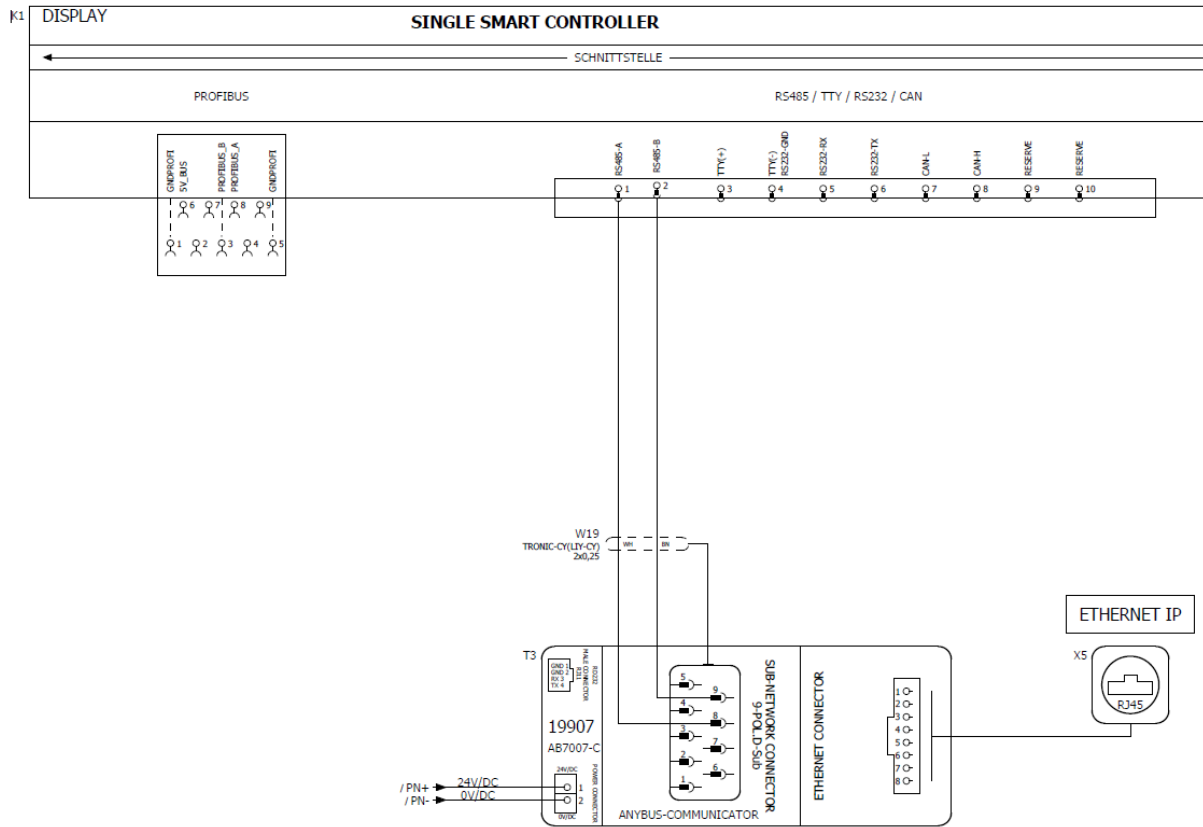 K1
DISPLAY
SINGLE SMART CONTROLLER
SCHNITTSTELLE
PROFIBUS
RS485 / TTY / RS232 / CAN
GNDPROFI
5V_BUS
PROFIBUS_B
PROFIBUS_A
GNDPROFI
6
7
8
9
1
2
3
4
5
RS485-A
RS485-B
TTY(+)
TTY(-)
RS232-GND
RS232-RX
RS232-TX
CAN-L
CAN-H
RESERVE
RESERVE
1
2
3
4
5
6
7
8
9
10
W19
TRONIC-CY(LIY-CY)
2x0,25
WH
BN
ETHERNET IP
X5
RJ45
T3
GND 1
GND 2
RX 3
TX 4
RJ11
MALE CONNECTOR
RS232
19907
AB7007-C
24V/DC
1
2
0V/DC
POWER CONNECTOR
/ PN+
24V/DC
/ PN-
0V/DC
5
9
4
8
3
7
2
6
1
SUB-NETWORK CONNECTOR
9-POL.D-Sub
ANYBUS-COMMUNICATOR
ETHERNET CONNECTOR
1
2
3
4
5
6
7
8